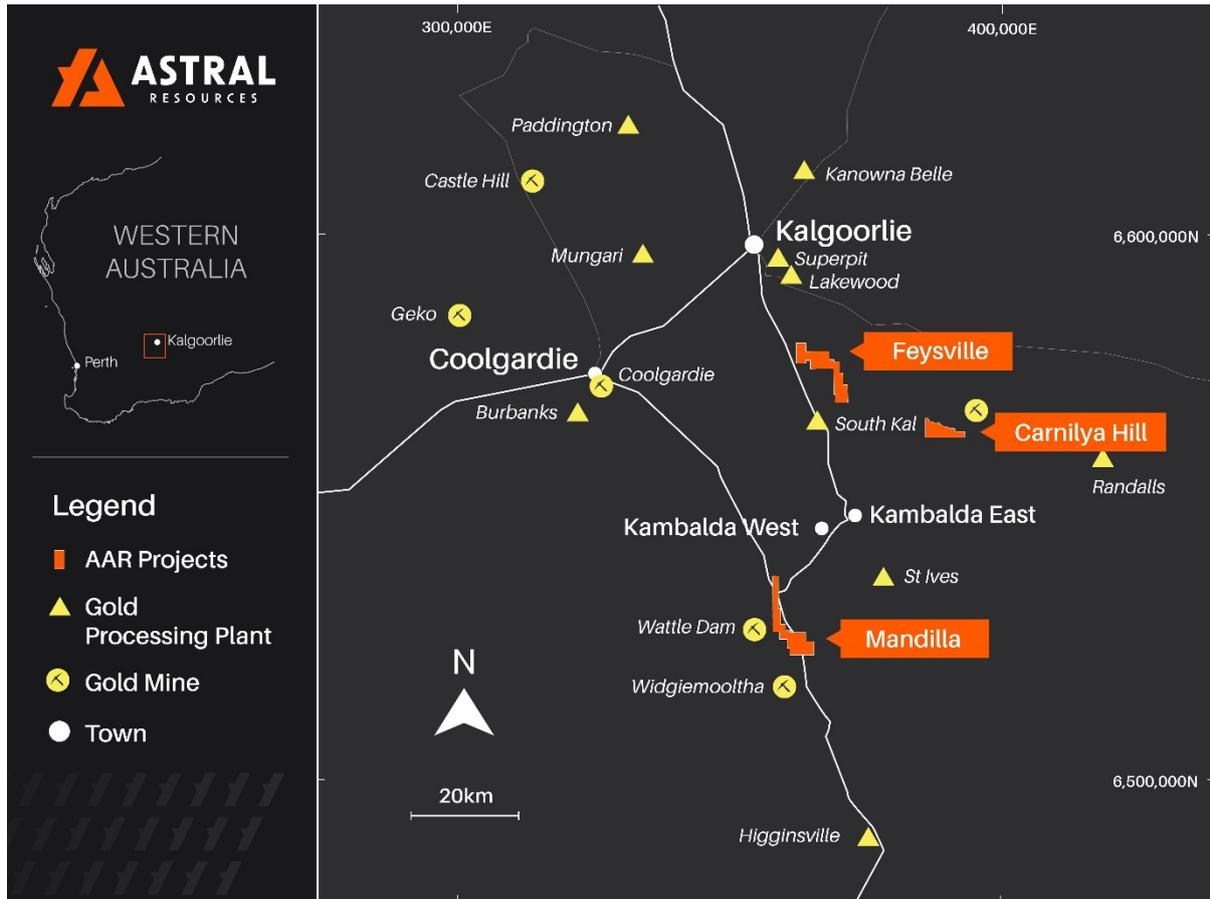 ASTRAL
RESOURCES
WESTERN
AUSTRALIA
Kalgoorlie
Perth
Legend
AAR Projects
Gold
Processing Plant
Gold Mine
Town
300,000E
400,000E
Paddington
Castle Hill
Kanowna Belle
Kalgoorlie
6,600,000N
Mungari
Superpit
Lakewood
Geko
Feysville
Coolgardie
Coolgardie
Burbanks
South Kal
Carnilya Hill
Randalls
Kambalda West
Kambalda East
St Ives
Wattle Dam
Mandilla
N
Widgiemooltha
20km
6,500,000N
Higginsville